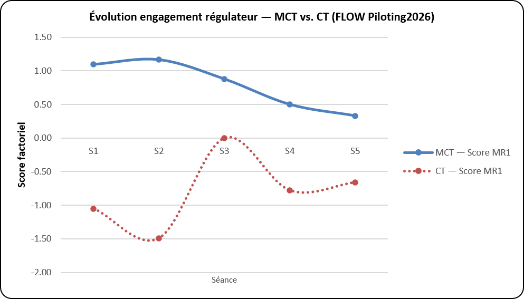 Évolution engagement régulateur — MCT vs. CT (FLOW Piloting2026)
1.50
1.00
0.50
0.00
-0.50
-1.00
-1.50
-2.00
Score factoriel
S1 S2 S3 S4 S5
Séance
MCT — Score MR1
CT — Score MR1